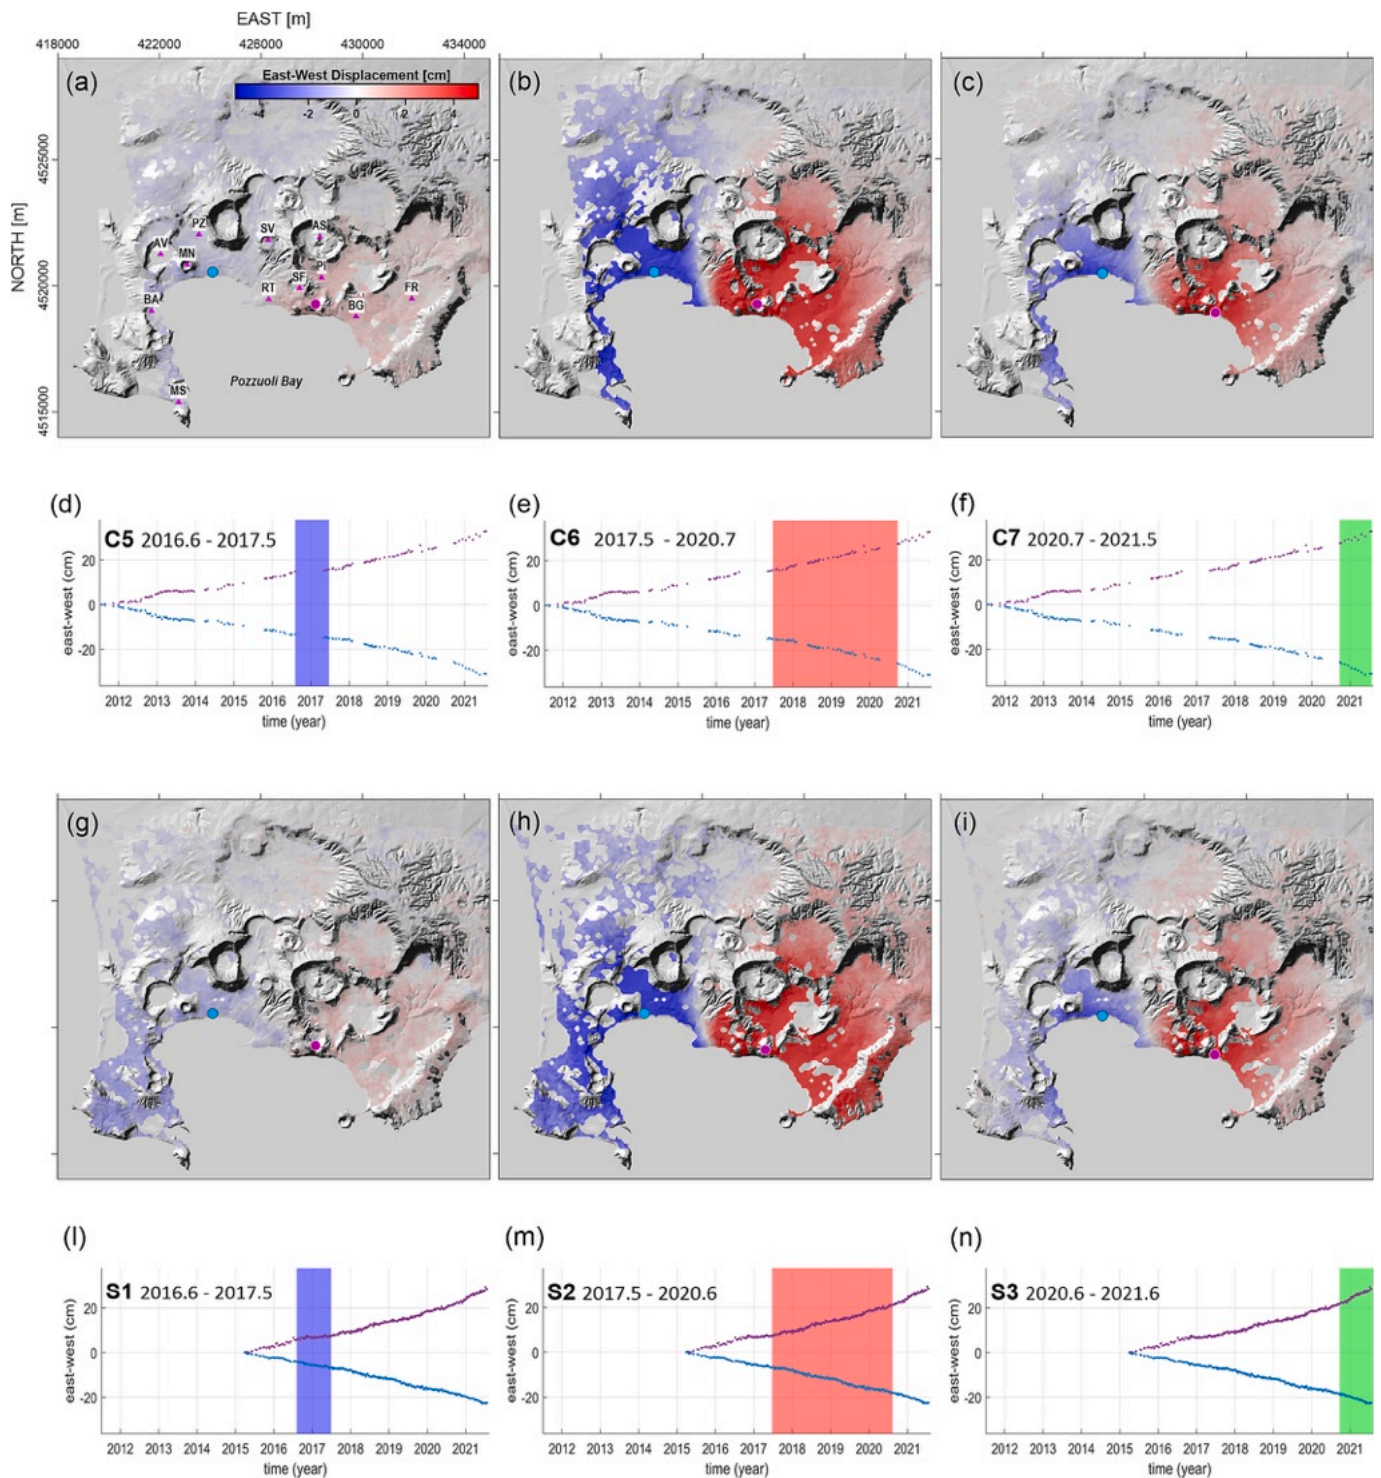 EAST [m]
418000 422000 426000 430000 434000
(a) East-West Displacement [cm] (b) (c)
-4 -2 0 2 4
NORTH [m]
4525000
4520000
4515000
PZ SV AS
AV MN
SF PI
BA RT BG FR
MS
Pozzuoli Bay
(d) (e) (f)
C5 2016.6 - 2017.5
east-west (cm)
20
0
-20
2012 2013 2014 2015 2016 2017 2018 2019 2020 2021
time (year)
C6 2017.5 - 2020.7
east-west (cm)
20
0
-20
2012 2013 2014 2015 2016 2017 2018 2019 2020 2021
time (year)
C7 2020.7 - 2021.5
east-west (cm)
20
0
-20
2012 2013 2014 2015 2016 2017 2018 2019 2020 2021
time (year)
(g) (h) (i)
(l) (m) (n)
S1 2016.6 - 2017.5
east-west (cm)
20
0
-20
2012 2013 2014 2015 2016 2017 2018 2019 2020 2021
time (year)
S2 2017.5 - 2020.6
east-west (cm)
20
0
-20
2012 2013 2014 2015 2016 2017 2018 2019 2020 2021
time (year)
S3 2020.6 - 2021.6
east-west (cm)
20
0
-20
2012 2013 2014 2015 2016 2017 2018 2019 2020 2021
time (year)